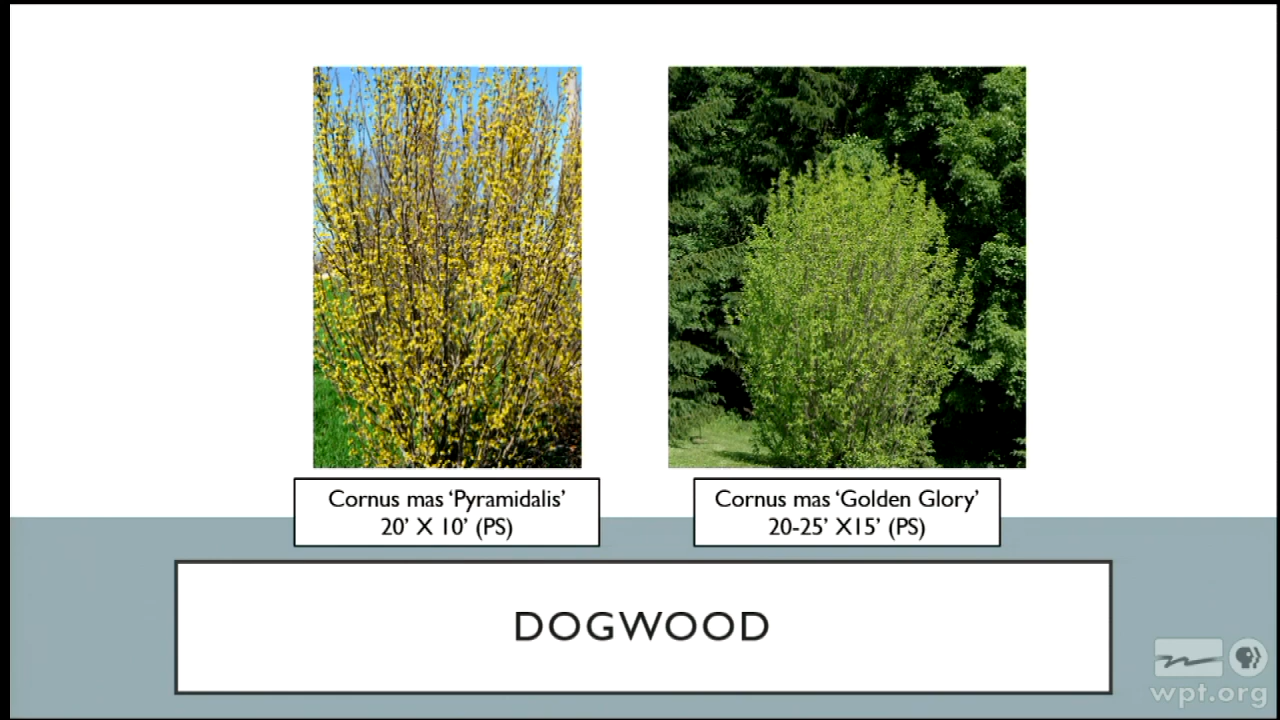 Cornus mas ‘Pyramidalis’
20’ X 10’ (PS)
Cornus mas ‘Golden Glory’
20-25’ X15’ (PS)
DOGWOOD
wpt.org